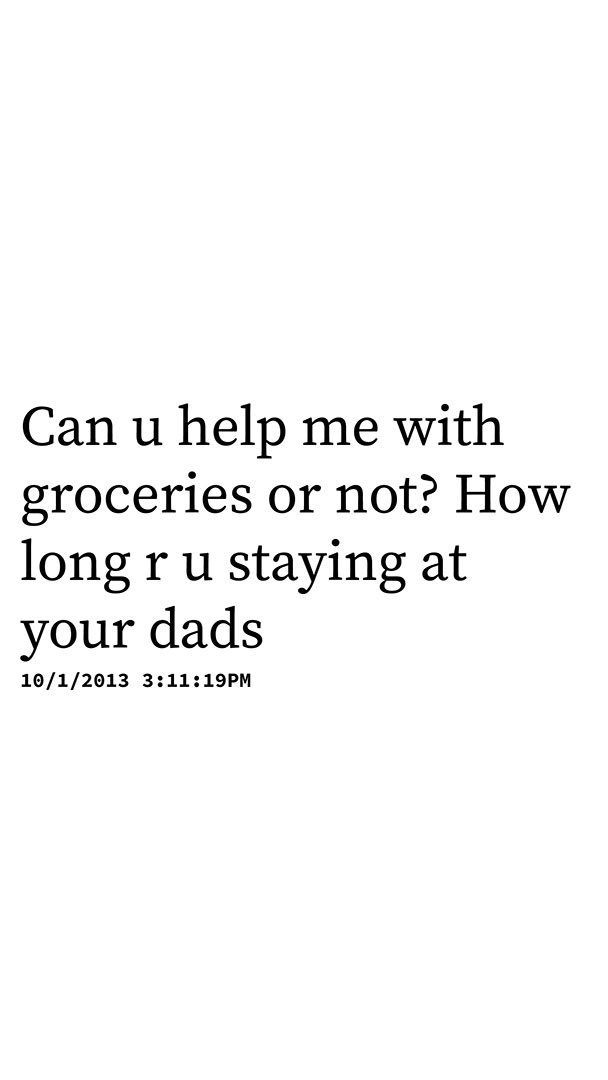 Can u help me with
groceries or not? How
long r u staying at
your dads
10/1/2013 3:11:19PM